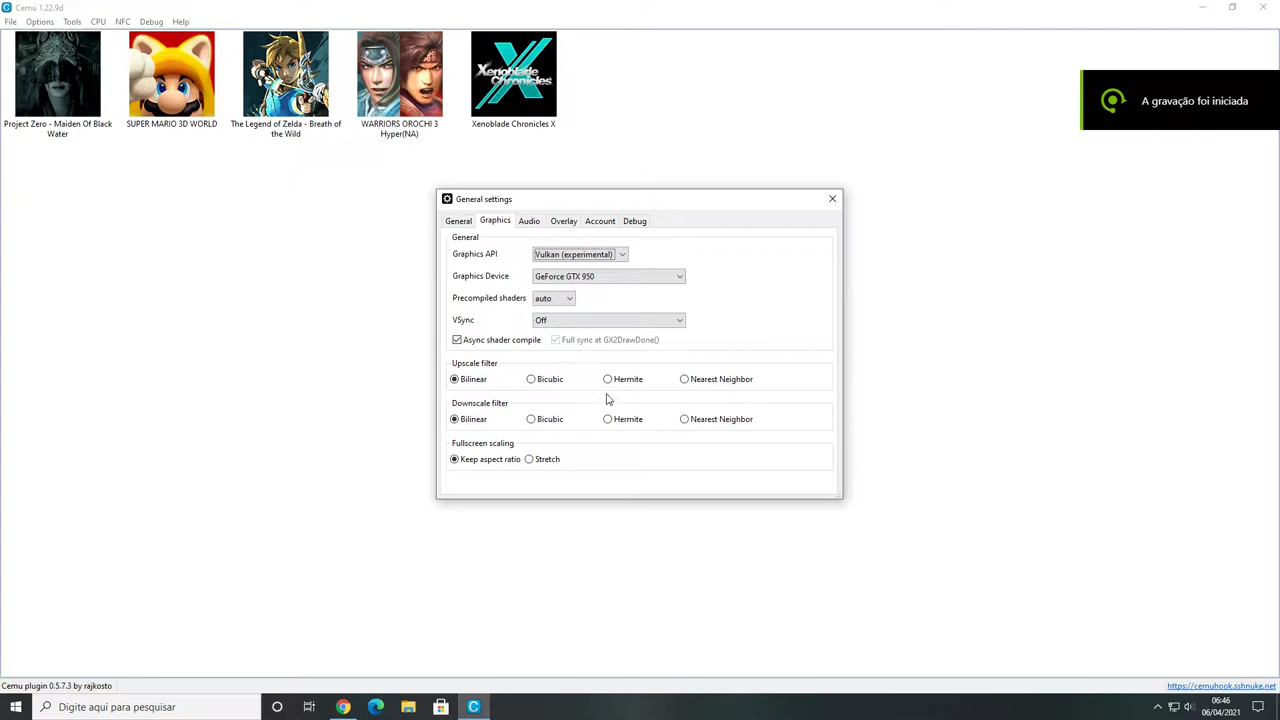 Cemu 1.22.9d
File Options Tools CPU NFC Debug Help
Xenoblade Chronicles
Project Zero - Maiden Of Black Water
SUPER MARIO 3D WORLD
The Legend of Zelda - Breath of the Wild
WARRIORS OROCHI 3 Hyper(NA)
Xenoblade Chronicles X
A gravação foi iniciada
General settings
General Graphics Audio Overlay Account Debug
General
Graphics API Vulkan (experimental)
Graphics Device GeForce GTX 950
Precompiled shaders auto
VSync Off
Async shader compile Full sync at GX2DrawDone()
Upscale filter
Bilinear Bicubic Hermite Nearest Neighbor
Downscale filter
Bilinear Bicubic Hermite Nearest Neighbor
Fullscreen scaling
Keep aspect ratio Stretch
Cemu plugin 0.5.7.3 by rajkosto
https://cemuhook.sshnuke.net
Digite aqui para pesquisar
06:46
06/04/2021